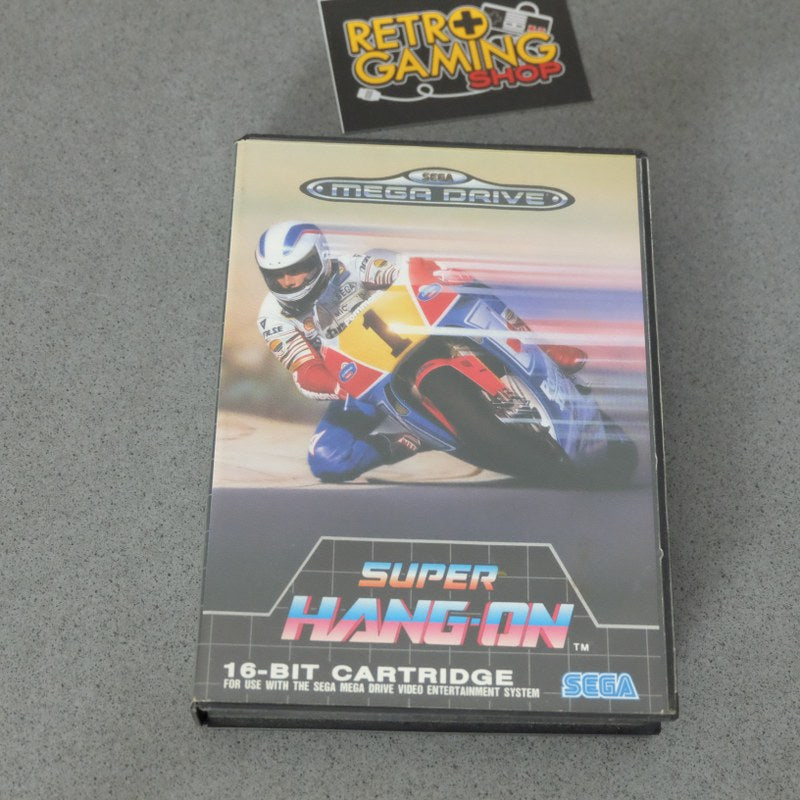 RETRO
GAMING
SHOP
SEGA
MEGA DRIVE
1
SUPER
HANG-ON
TM
16-BIT CARTRIDGE
FOR USE WITH THE SEGA MEGA DRIVE VIDEO ENTERTAINMENT SYSTEM
SEGA